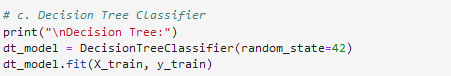 # c. Decision Tree Classifier
print("\nDecision Tree:")
dt_model = DecisionTreeClassifier(random_state=42)
dt_model.fit(X_train, y_train)